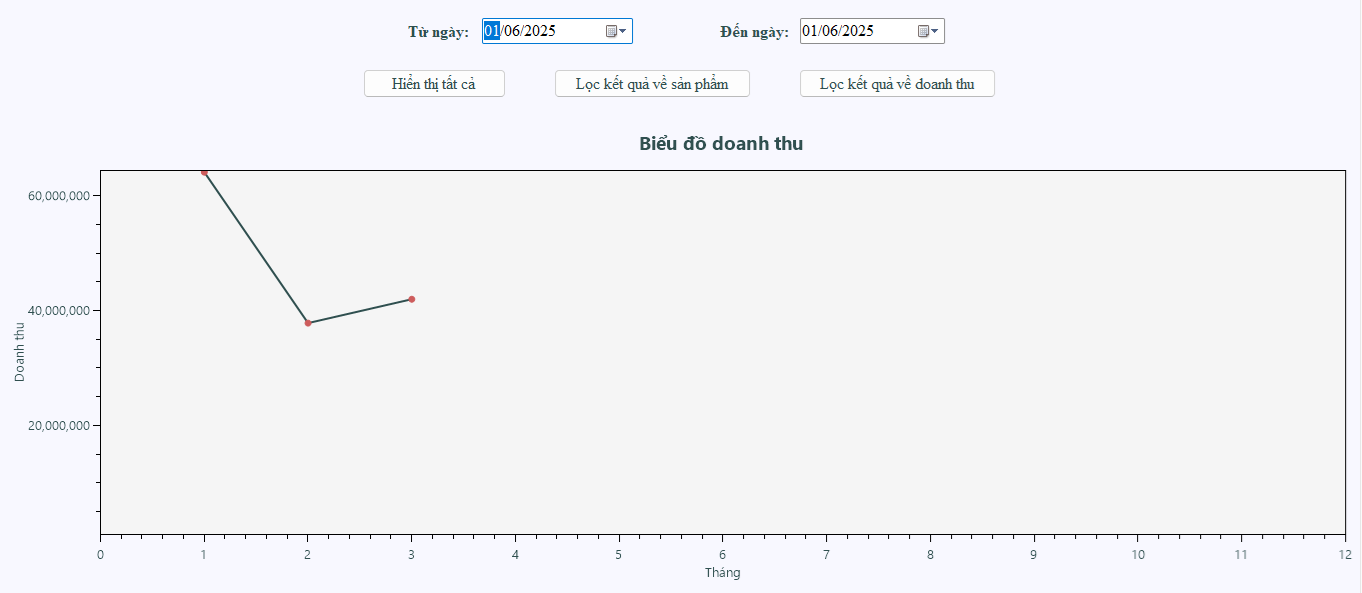 Từ ngày: 01/06/2025 Đến ngày: 01/06/2025
Hiển thị tất cả Lọc kết quả về sản phẩm Lọc kết quả về doanh thu
Biểu đồ doanh thu
60,000,000
40,000,000
20,000,000
Doanh thu
0 1 2 3 4 5 6 7 8 9 10 11 12
Tháng